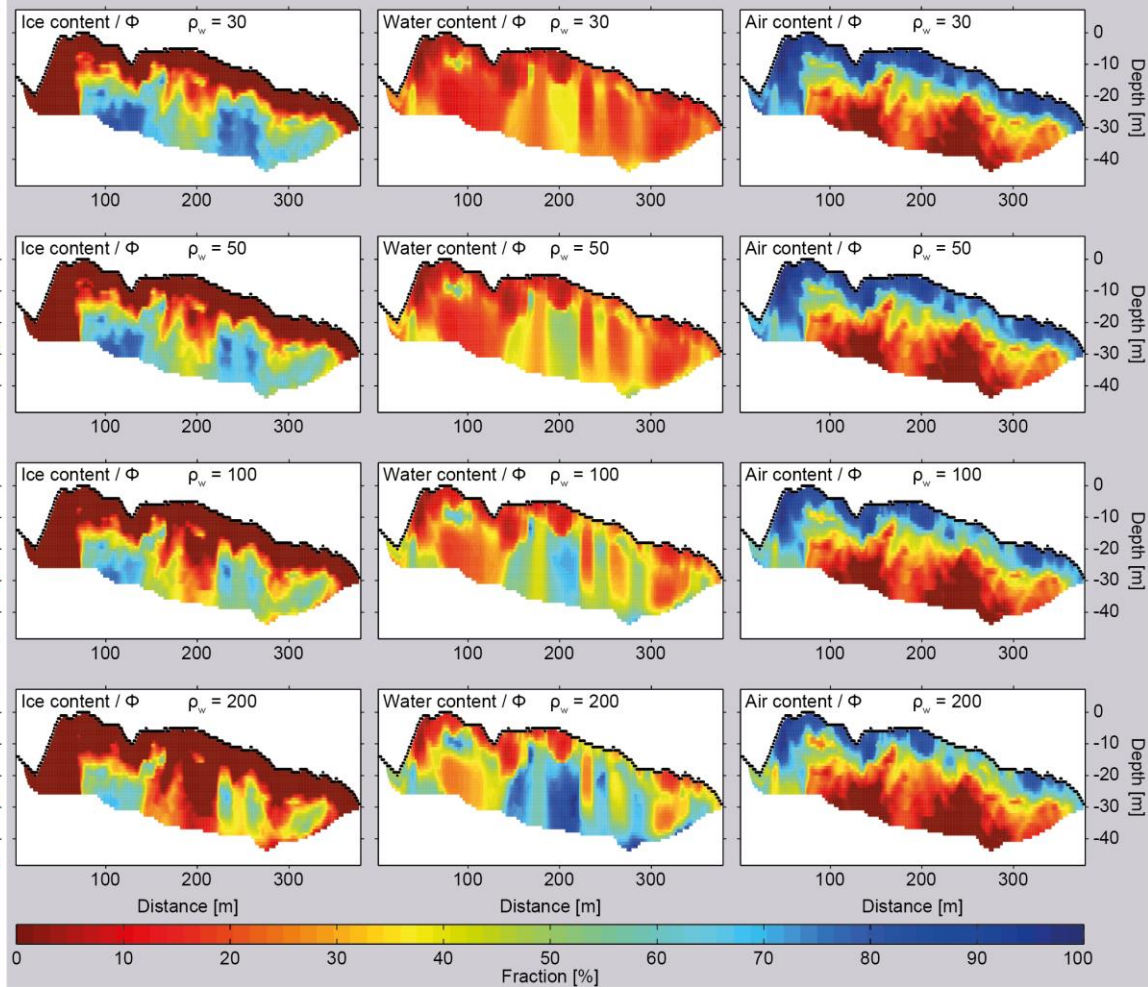 Ice content / Φ ρw = 30
Water content / Φ ρw = 30
Air content / Φ ρw = 30
0
-10
-20
-30
-40
Depth [m]
100 200 300
100 200 300
100 200 300
Ice content / Φ ρw = 50
Water content / Φ ρw = 50
Air content / Φ ρw = 50
0
-10
-20
-30
-40
Depth [m]
100 200 300
100 200 300
100 200 300
Ice content / Φ ρw = 100
Water content / Φ ρw = 100
Air content / Φ ρw = 100
0
-10
-20
-30
-40
Depth [m]
100 200 300
100 200 300
100 200 300
Ice content / Φ ρw = 200
Water content / Φ ρw = 200
Air content / Φ ρw = 200
0
-10
-20
-30
-40
Depth [m]
100 200 300
100 200 300
100 200 300
Distance [m]
Distance [m]
Distance [m]
0 10 20 30 40 50 60 70 80 90 100
Fraction [%]